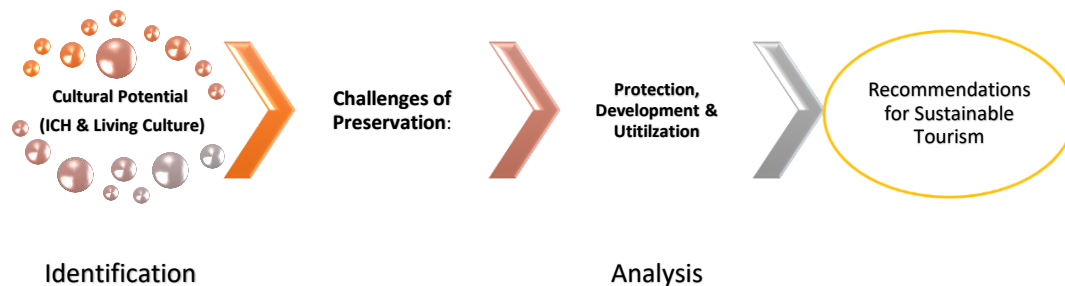 Cultural Potential
(ICH & Living Culture)
Challenges of
Preservation:
Protection,
Development &
Utitilzation
Recommendations
for Sustainable
Tourism
Identification
Analysis